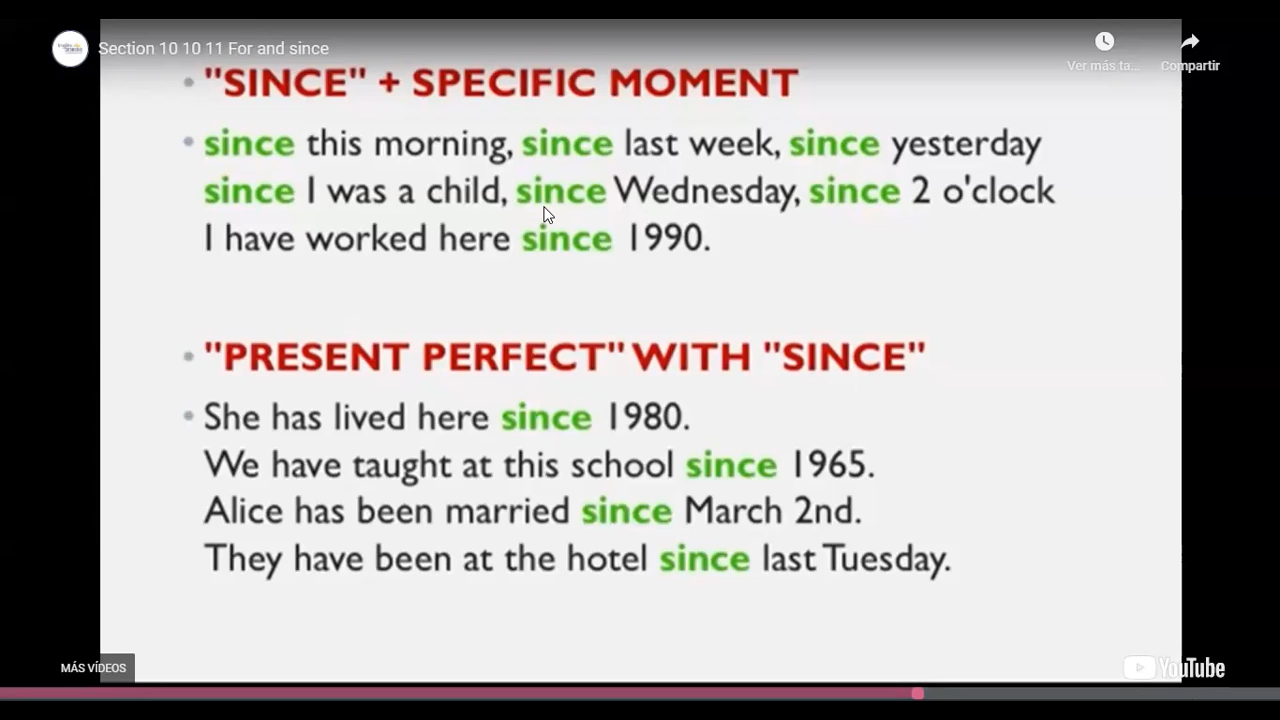 Section 10 10 11 For and since
Ver más ta...
Compartir
"SINCE" + SPECIFIC MOMENT
since this morning, since last week, since yesterday
since I was a child, since Wednesday, since 2 o'clock
I have worked here since 1990.
"PRESENT PERFECT" WITH "SINCE"
She has lived here since 1980.
We have taught at this school since 1965.
Alice has been married since March 2nd.
They have been at the hotel since last Tuesday.
MÁS VÍDEOS
YouTube